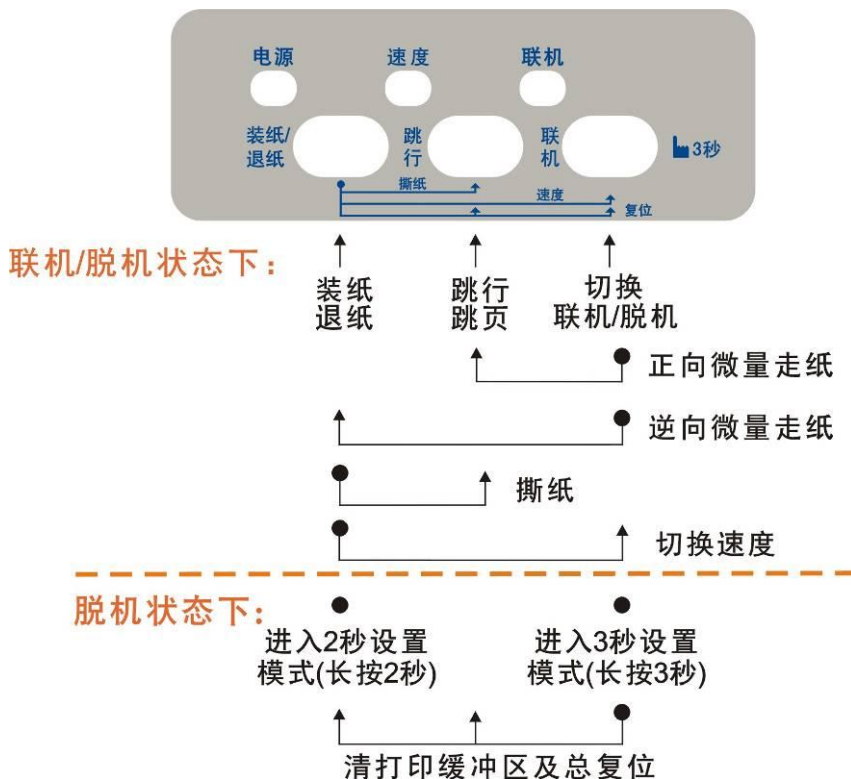 电源 速度 联机
装纸/ 跳 联
退纸 行 机 3秒
撕纸
速度
复位
联机/脱机状态下：
装纸 跳行 切换
退纸 跳页 联机/脱机
正向微量走纸
逆向微量走纸
撕纸
切换速度
脱机状态下：
进入2秒设置 进入3秒设置
模式(长按2秒) 模式(长按3秒)
清打印缓冲区及总复位